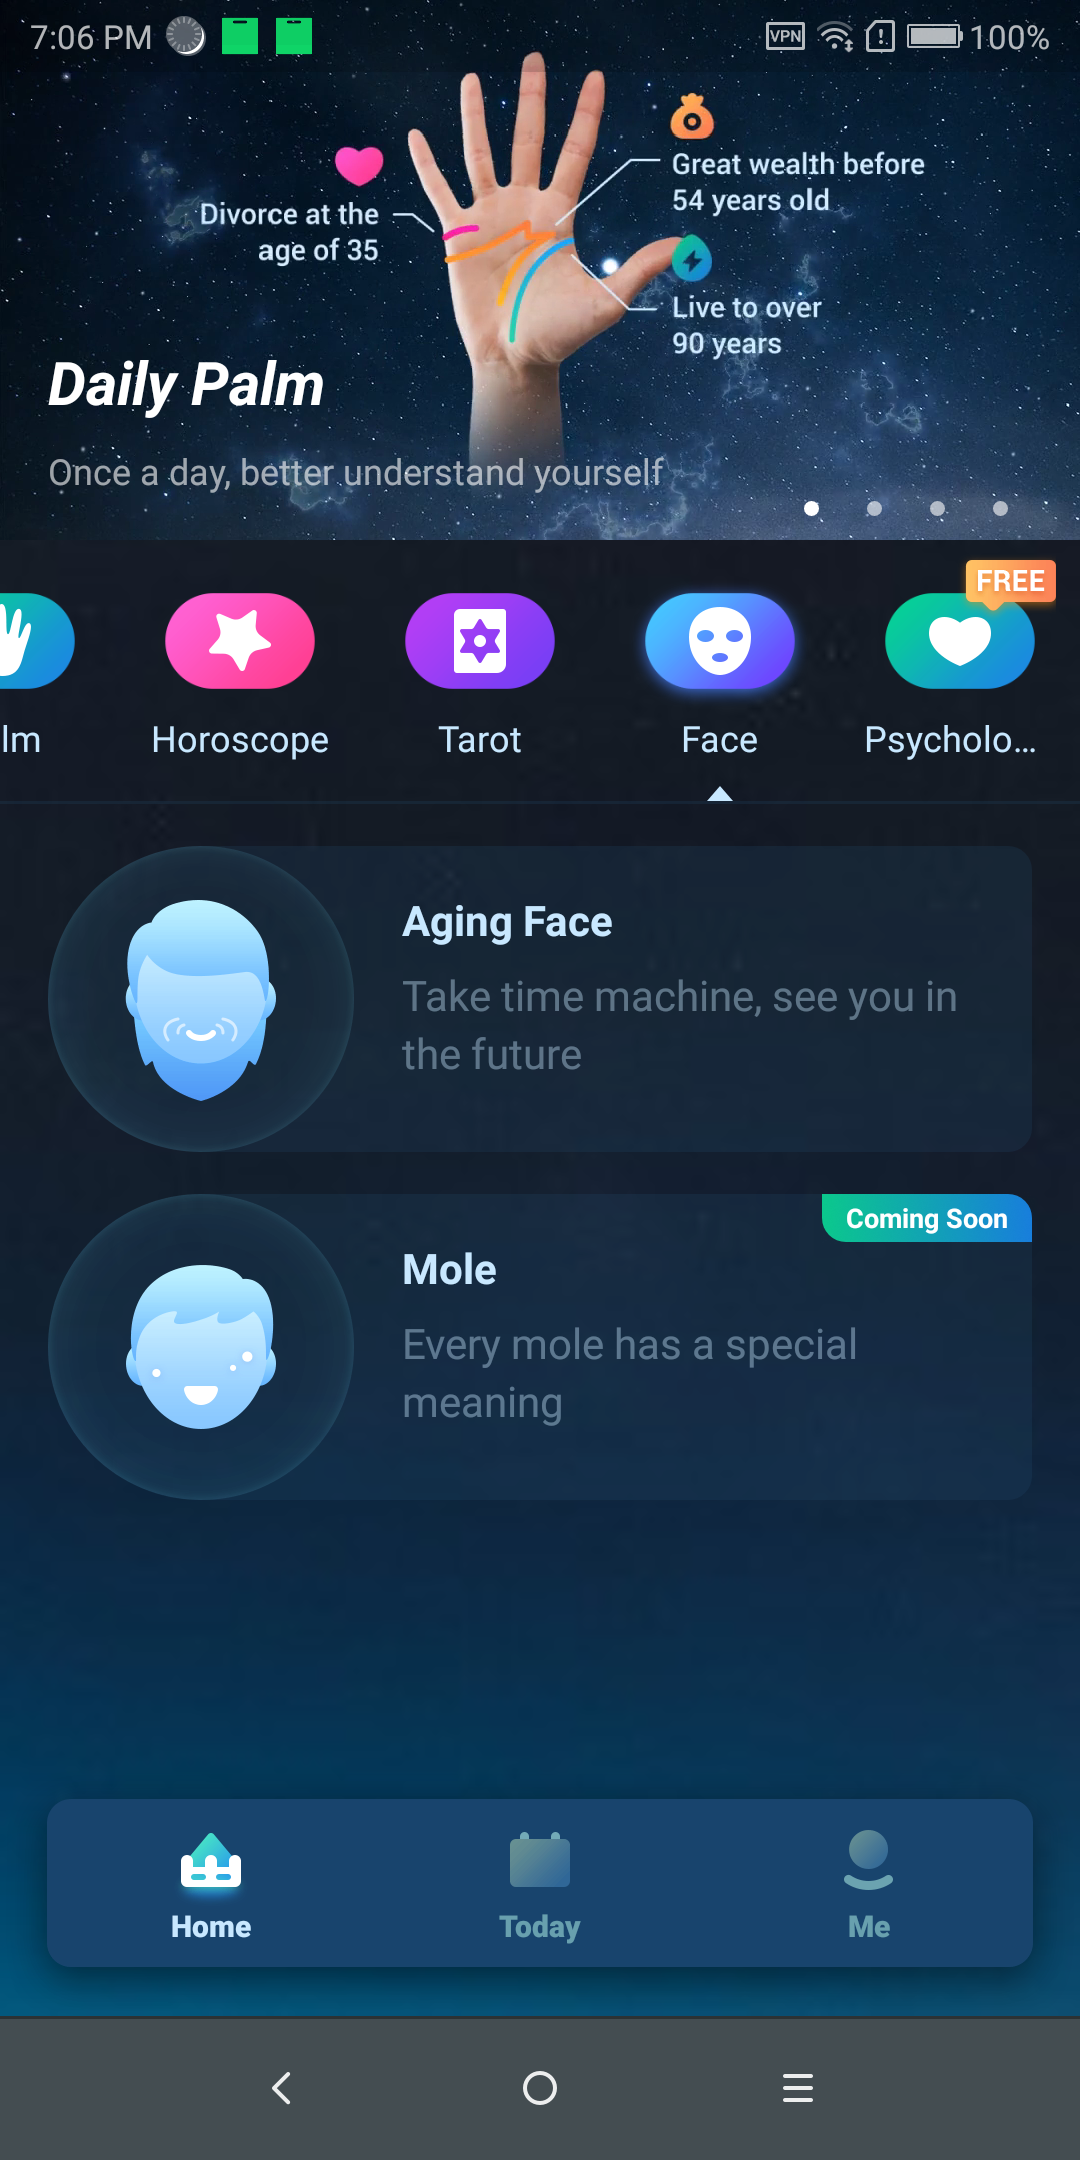 7:06 PM
VPN
100%
Great wealth before
54 years old
Divorce at the
age of 35
Live to over
90 years
Daily Palm
Once a day, better understand yourself
FREE
lm
Horoscope
Tarot
Face
Psycholo...
Aging Face
Take time machine, see you in
the future
Coming Soon
Mole
Every mole has a special
meaning
Home
Today
Me